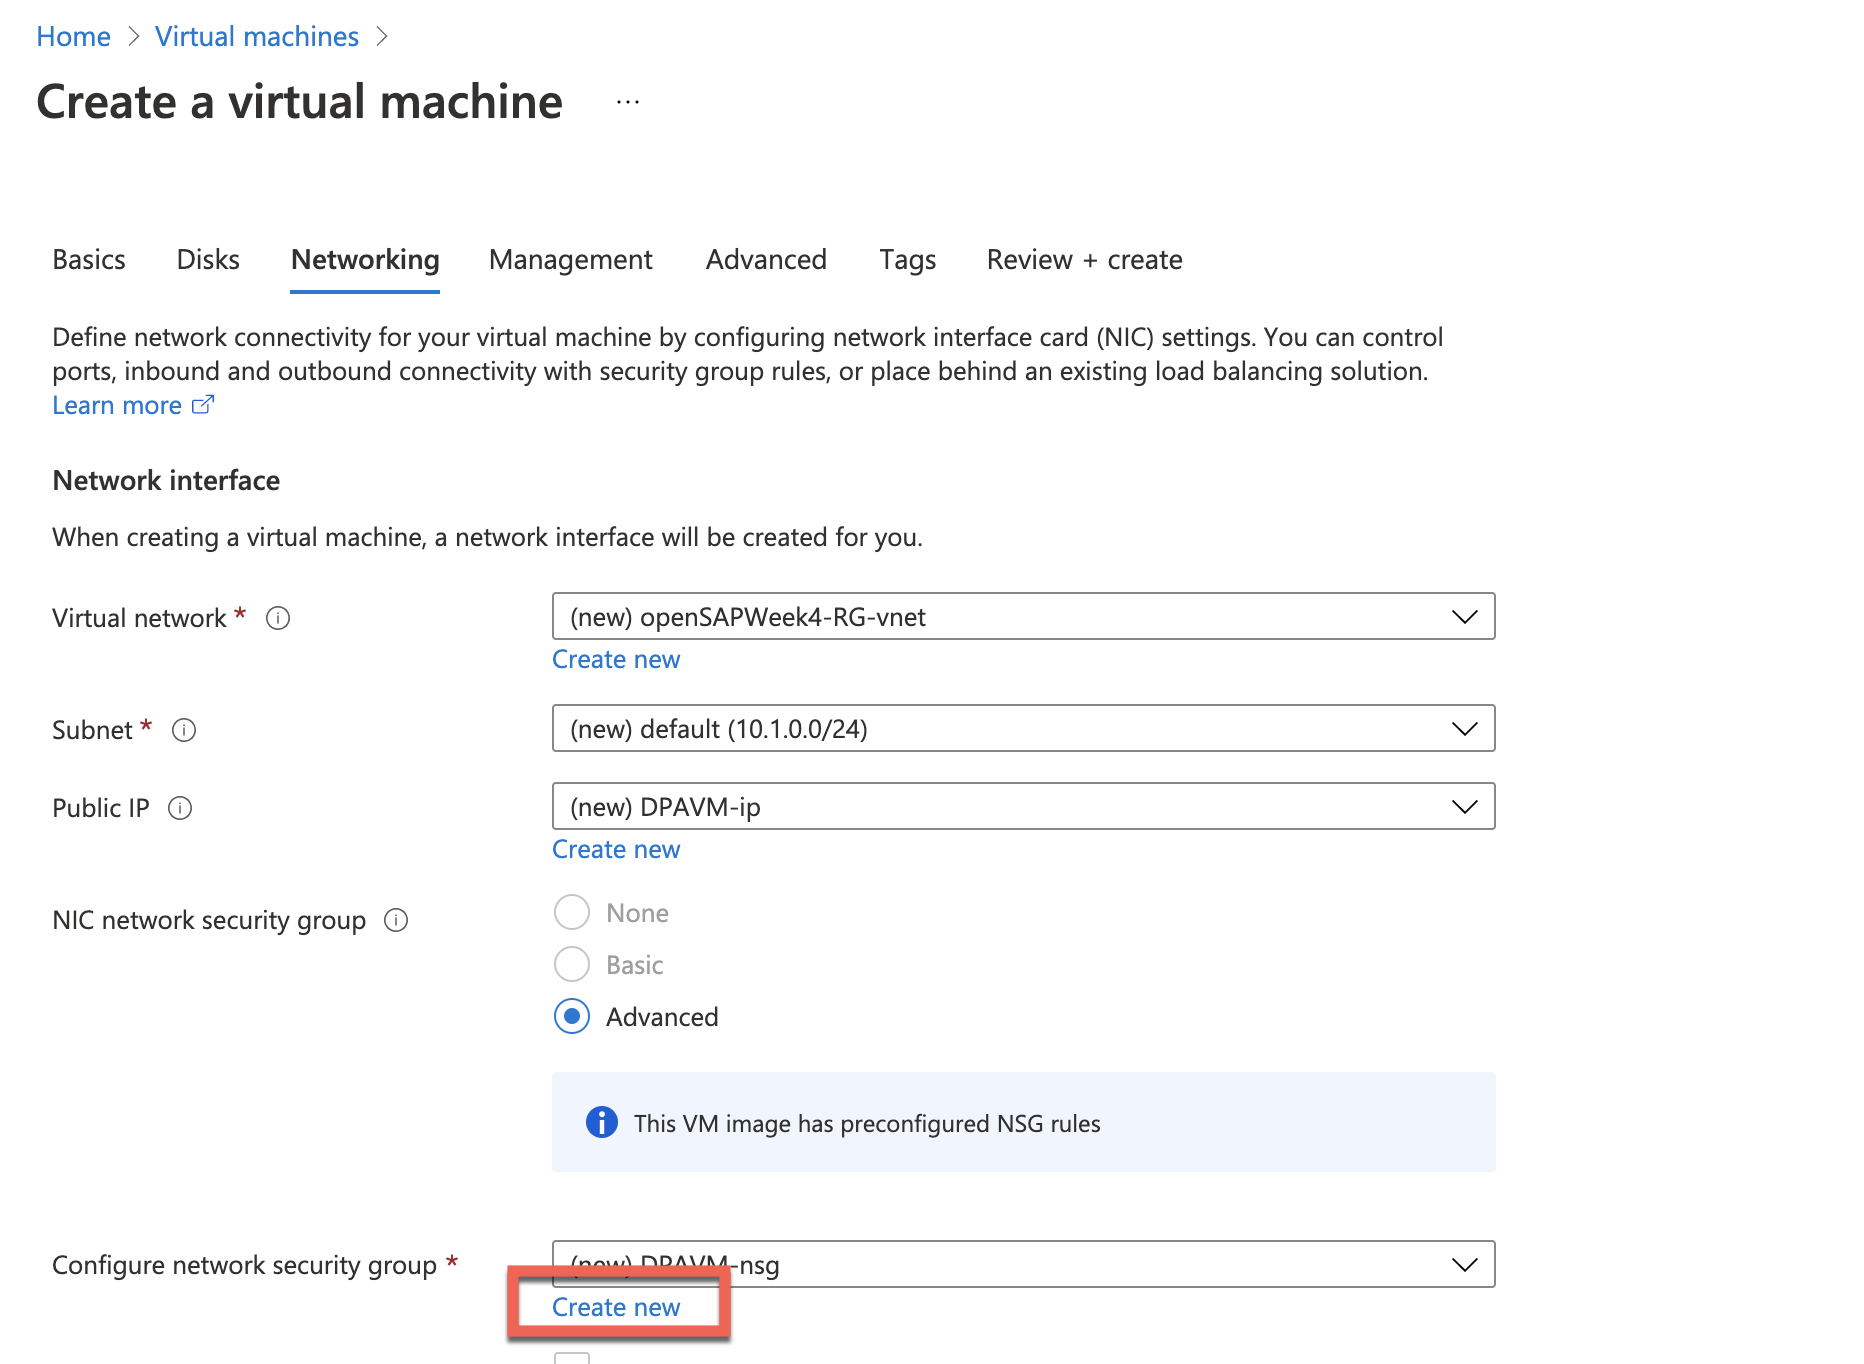 Home > Virtual machines >
Create a virtual machine ...
Basics Disks Networking Management Advanced Tags Review + create
Define network connectivity for your virtual machine by configuring network interface card (NIC) settings. You can control
ports, inbound and outbound connectivity with security group rules, or place behind an existing load balancing solution.
Learn more
Network interface
When creating a virtual machine, a network interface will be created for you.
Virtual network * (new) openSAPWeek4-RG-vnet
Create new
Subnet * (new) default (10.1.0.0/24)
Public IP (new) DPAVM-ip
Create new
NIC network security group
None
Basic
Advanced
This VM image has preconfigured NSG rules
Configure network security group * (new) DPAVM-nsg
Create new